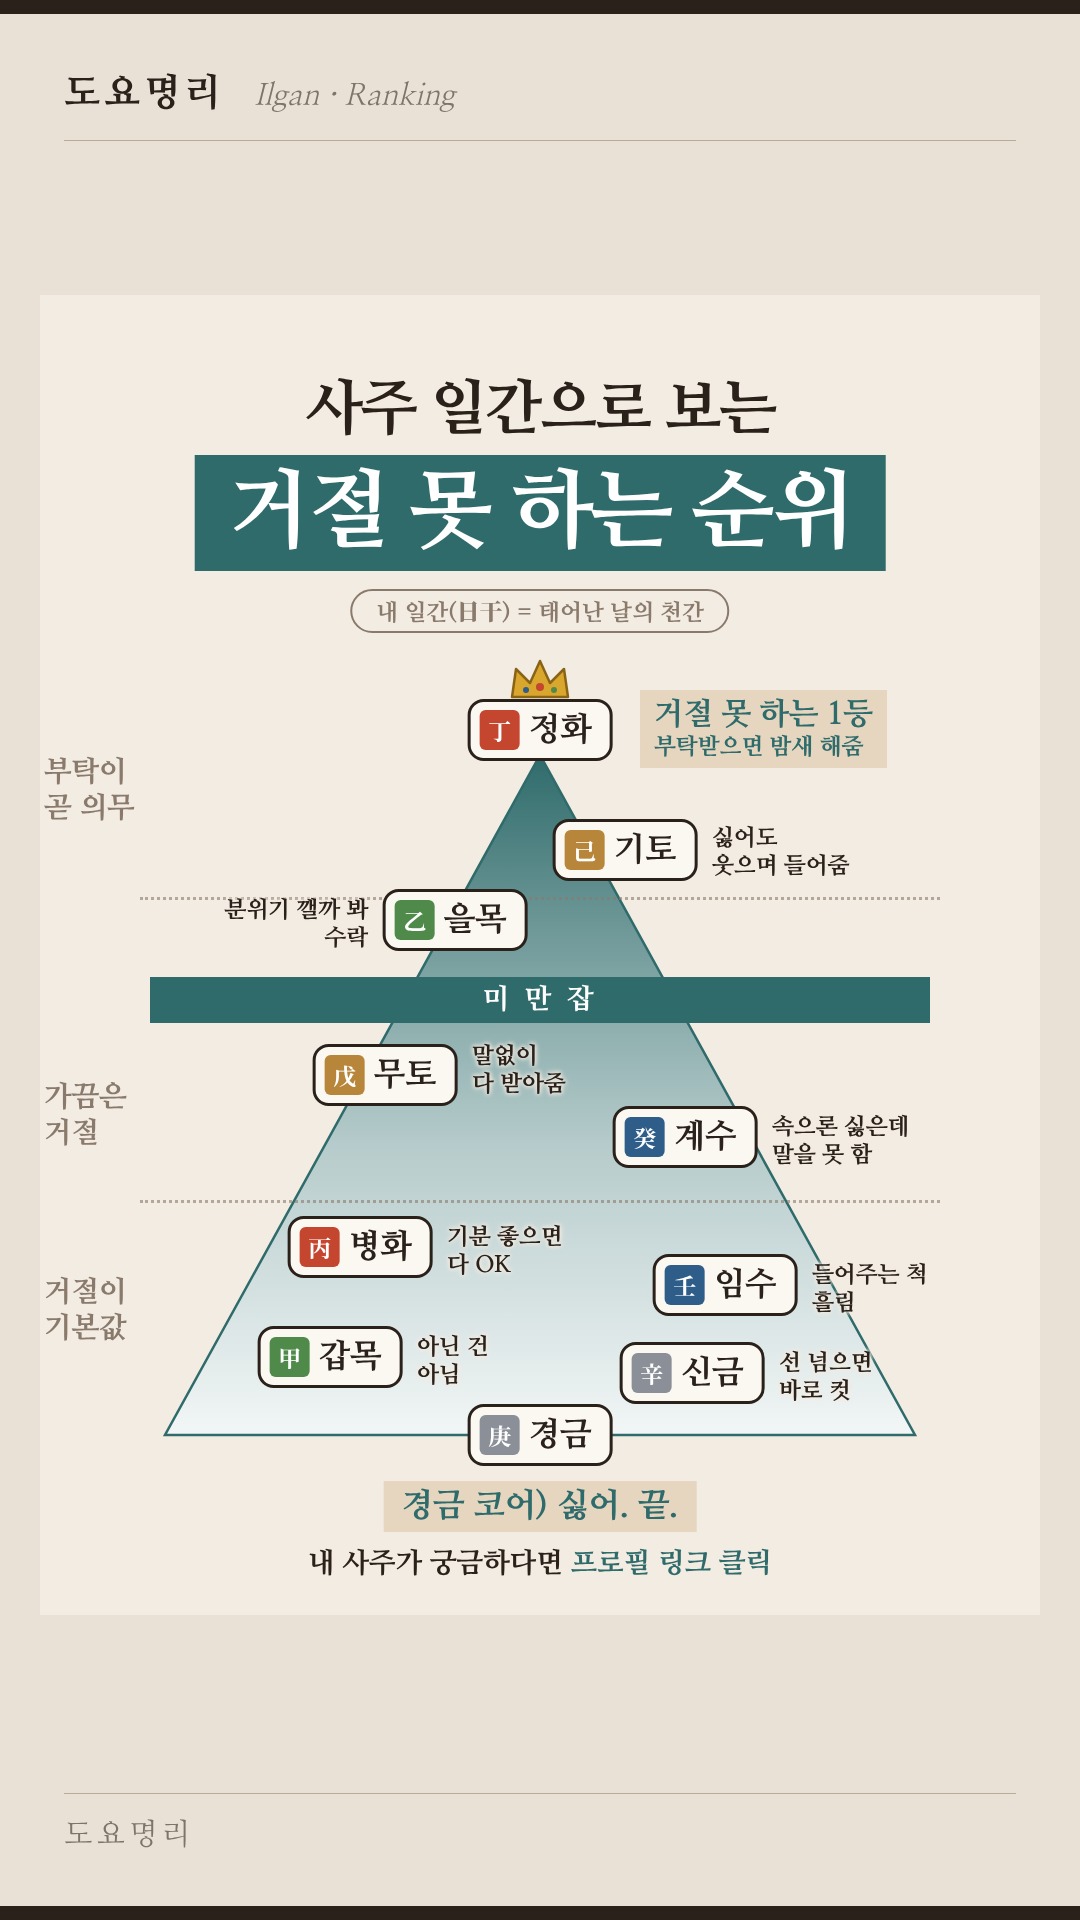 도요명리 Ilgan · Ranking
사주 일간으로 보는
거절 못 하는 순위
내 일간(日干) = 태어난 날의 천간
丁 정화
거절 못 하는 1등
부탁받으면 밤새 해줌
부탁이
곧 의무
己 기토
싫어도
웃으며 들어줌
분위기 깰까 봐
수락
乙 을목
미만잡
戊 무토
말없이
다 받아줌
가끔은
거절
癸 계수
속으론 싫은데
말을 못 함
丙 병화
기분 좋으면
다 OK
거절이
기본값
壬 임수
들어주는 척
흘림
甲 갑목
아닌 건
아님
辛 신금
선 넘으면
바로 컷
庚 경금
경금 코어) 싫어. 끝.
내 사주가 궁금하다면 프로필 링크 클릭
도요명리